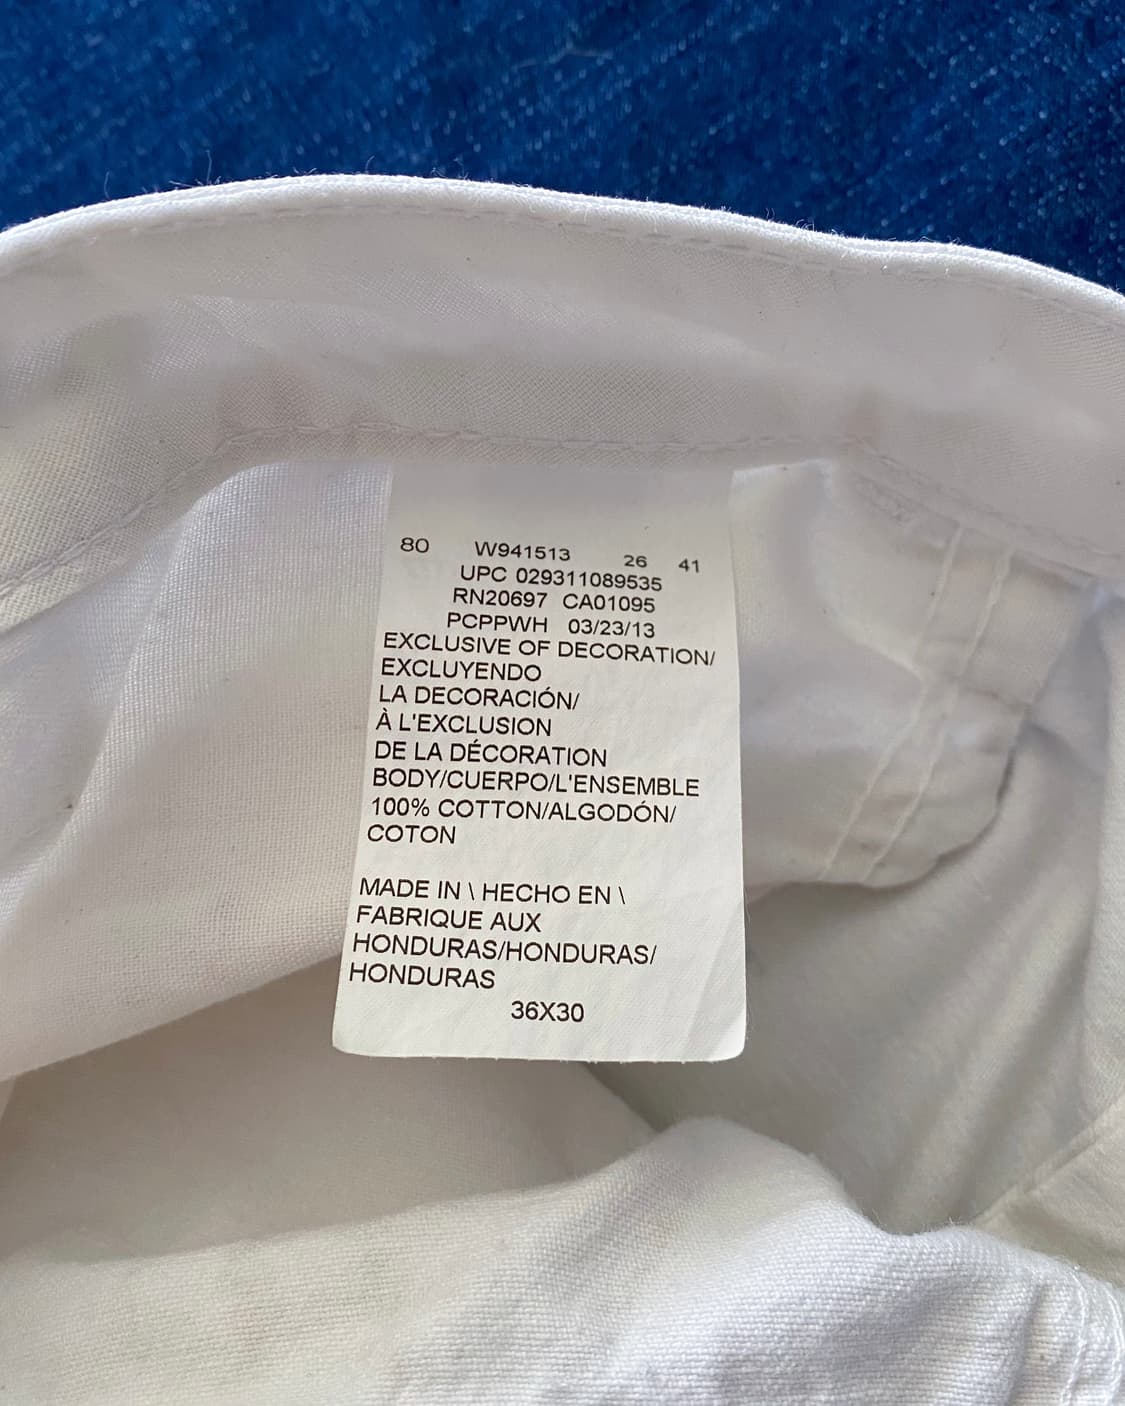 80 W941513 26 41
UPC 029311089535
RN20697 CA01095
PCPPWH 03/23/13
EXCLUSIVE OF DECORATION/
EXCLUYENDO
LA DECORACIÓN/
À L'EXCLUSION
DE LA DÉCORATION
BODY/CUERPO/L'ENSEMBLE
100% COTTON/ALGODÓN/
COTON
MADE IN \ HECHO EN \
FABRIQUE AUX
HONDURAS/HONDURAS/
HONDURAS
36X30